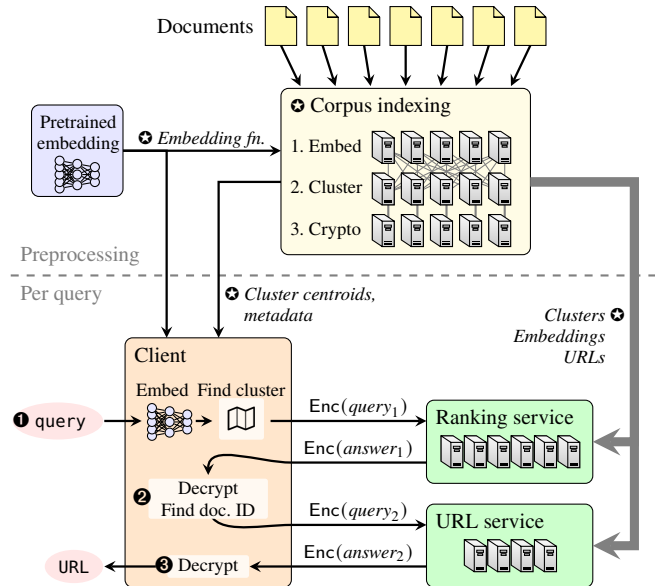 Documents
✪ Corpus indexing
Pretrained
embedding
✪ Embedding fn.
1. Embed
2. Cluster
3. Crypto
Preprocessing
Per query
✪ Cluster centroids,
metadata
Clusters ✪
Embeddings
URLs
Client
Embed
Find cluster
❶ query
Enc(query₁)
Ranking service
Enc(answer₁)
❷ Decrypt
Find doc. ID
Enc(query₂)
URL service
Enc(answer₂)
❸ Decrypt
URL